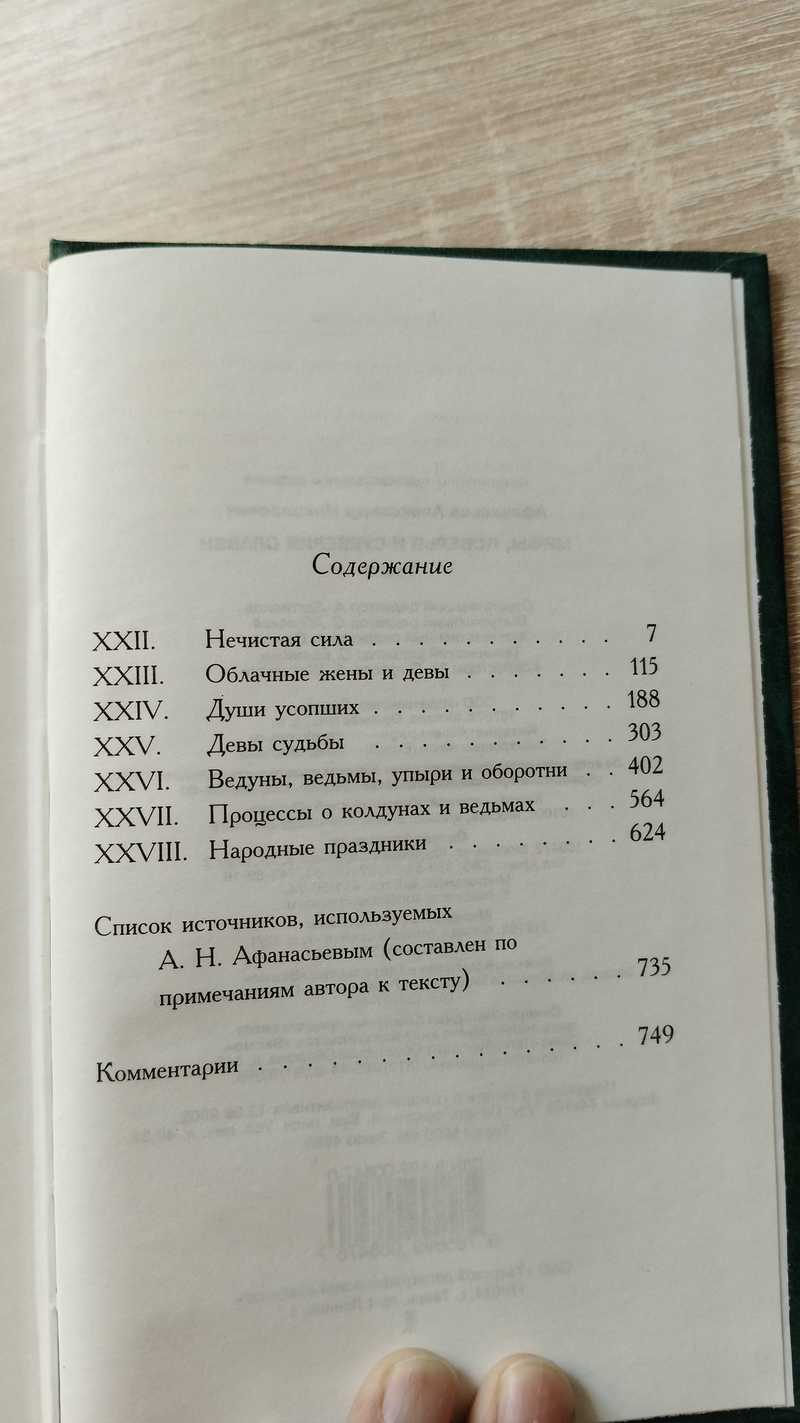 Содержание
XXII. Нечистая сила . . . . . . . . . . . 7
XXIII. Облачные жены и девы . . . . . . . 115
XXIV. Души усопших . . . . . . . . . . . 188
XXV. Девы судьбы . . . . . . . . . . . 303
XXVI. Ведуны, ведьмы, упыри и оборотни . . 402
XXVII. Процессы о колдунах и ведьмах . . . 564
XXVIII. Народные праздники . . . . . . . . 624
Список источников, используемых
А. Н. Афанасьевым (составлен по
примечаниям автора к тексту) . . . . . . 735
Комментарии . . . . . . . . . . . . . . . 749